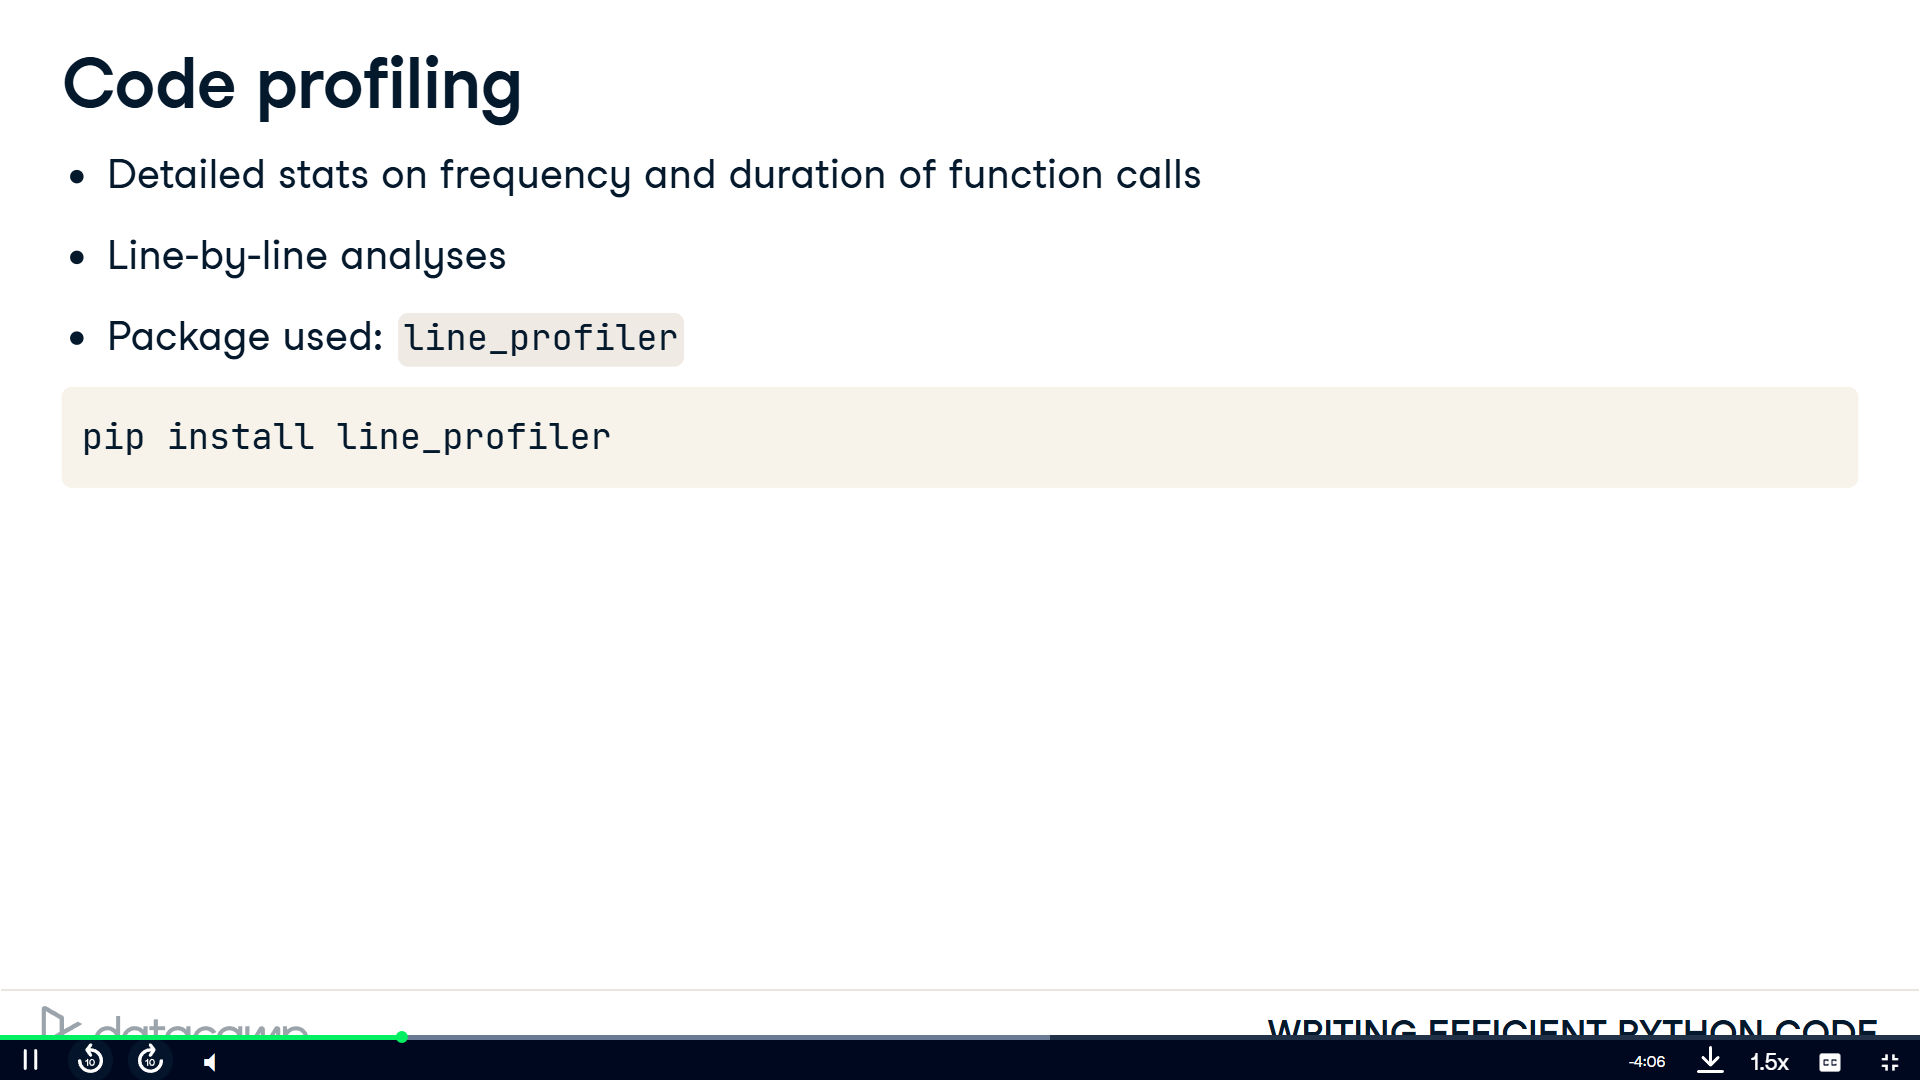 Code profiling
• Detailed stats on frequency and duration of function calls
• Line-by-line analyses
• Package used: line_profiler
pip install line_profiler
datacamp
WRITING EFFICIENT PYTHON CODE
10
10
-4:06
1.5x
CC